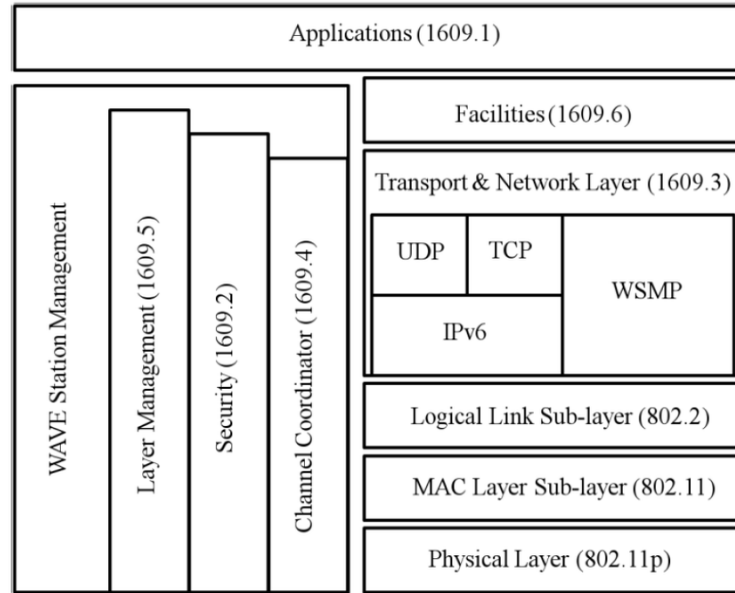 Applications (1609.1)
WAVE Station Management
Layer Management (1609.5)
Security (1609.2)
Channel Coordinator (1609.4)
Facilities (1609.6)
Transport & Network Layer (1609.3)
UDP
TCP
WSMP
IPv6
Logical Link Sub-layer (802.2)
MAC Layer Sub-layer (802.11)
Physical Layer (802.11p)